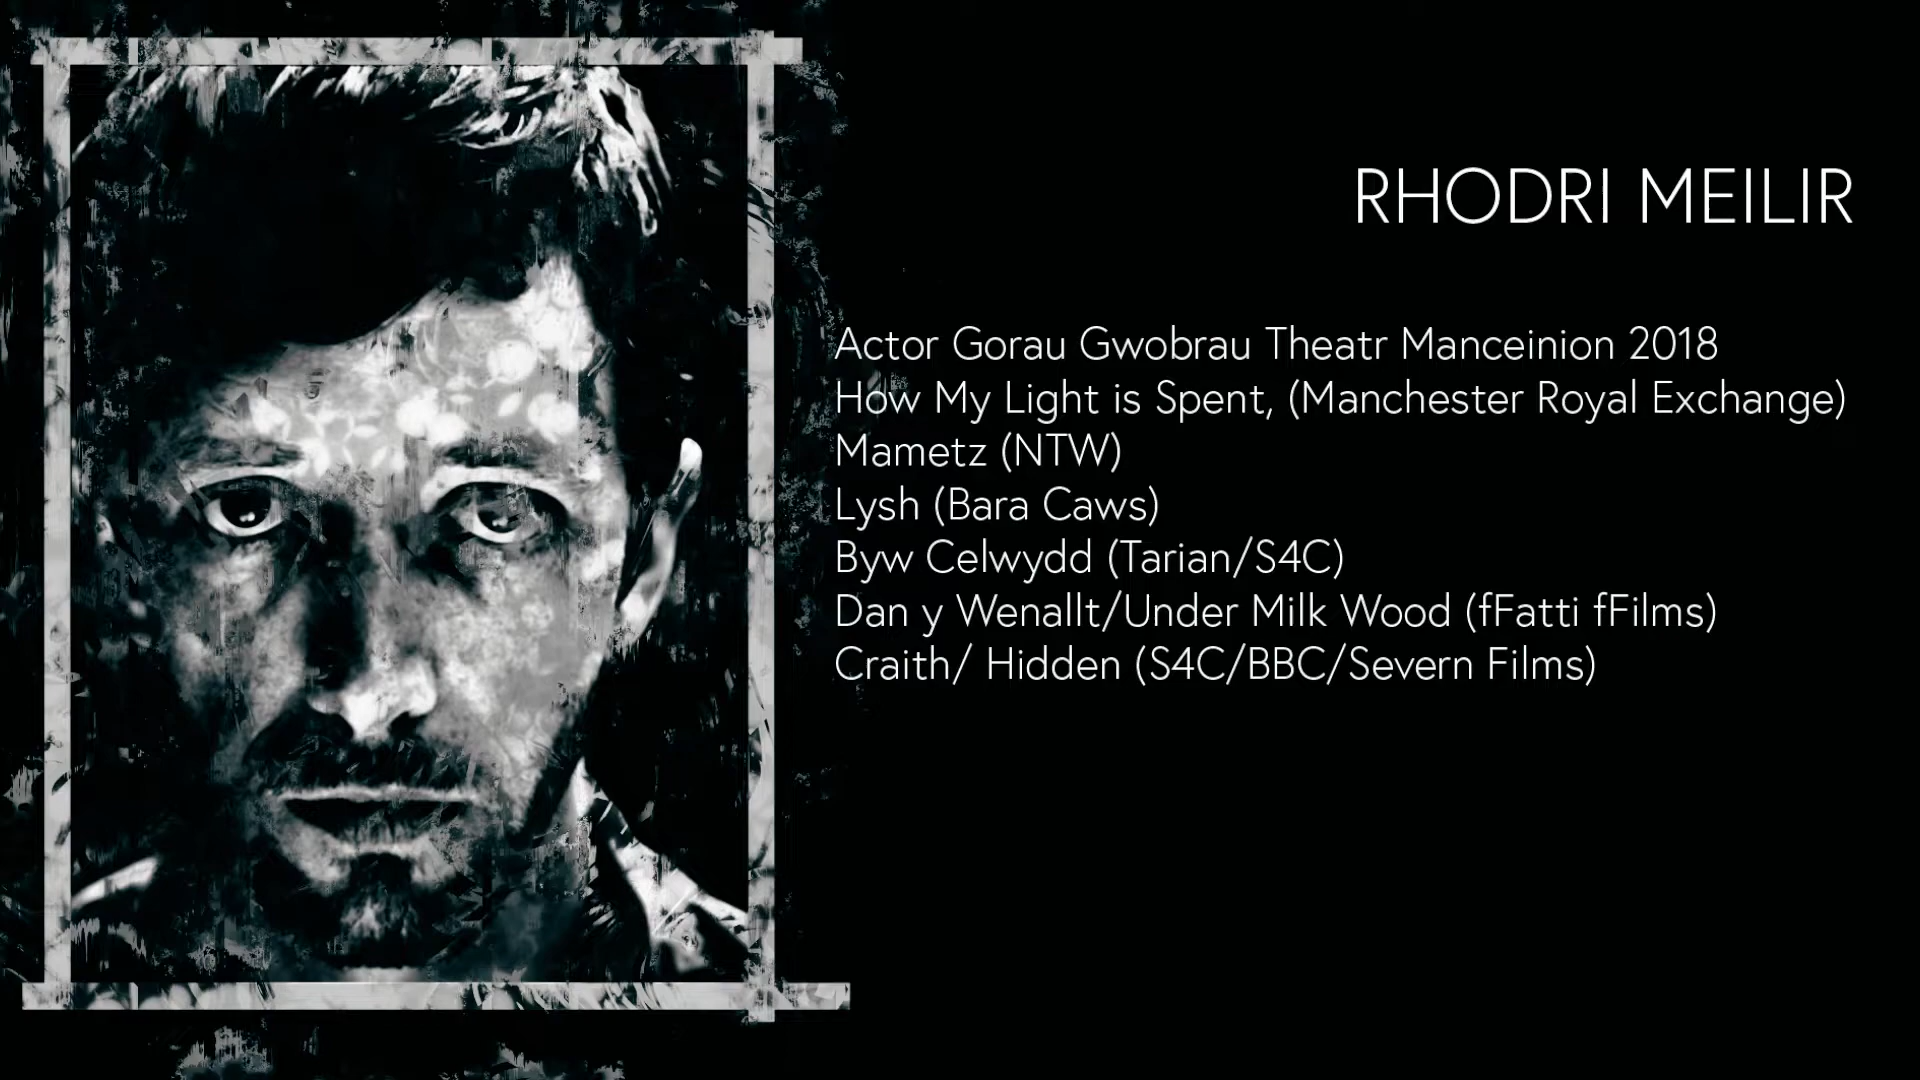 RHODRI MEILIR
Actor Gorau Gwobrau Theatr Manceinion 2018
How My Light is Spent, (Manchester Royal Exchange)
Mametz (NTW)
Lysh (Bara Caws)
Byw Celwydd (Tarian/S4C)
Dan y Wenallt/Under Milk Wood (fFatti fFilms)
Craith/ Hidden (S4C/BBC/Severn Films)